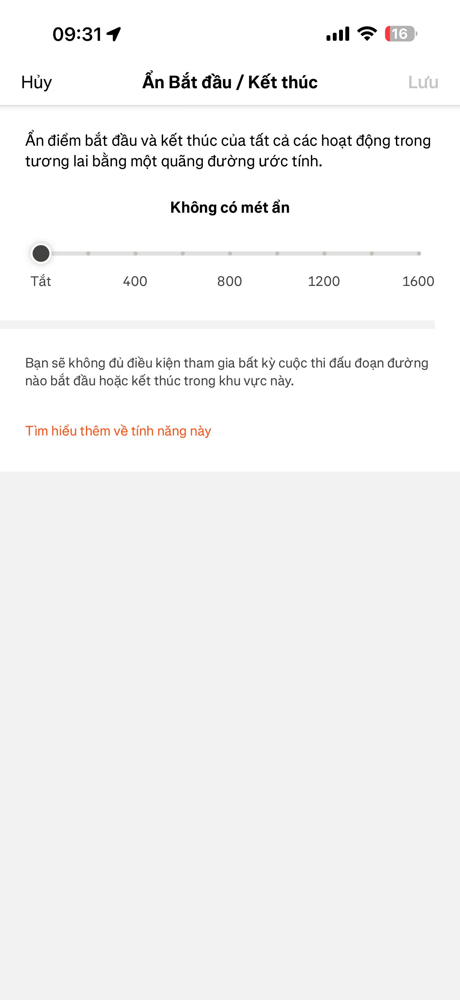 09:31
16
Hủy
Ẩn Bắt đầu / Kết thúc
Lưu
Ẩn điểm bắt đầu và kết thúc của tất cả các hoạt động trong
tương lai bằng một quãng đường ước tính.
Không có mét ẩn
Tắt 400 800 1200 1600
Bạn sẽ không đủ điều kiện tham gia bất kỳ cuộc thi đấu đoạn đường
nào bắt đầu hoặc kết thúc trong khu vực này.
Tìm hiểu thêm về tính năng này